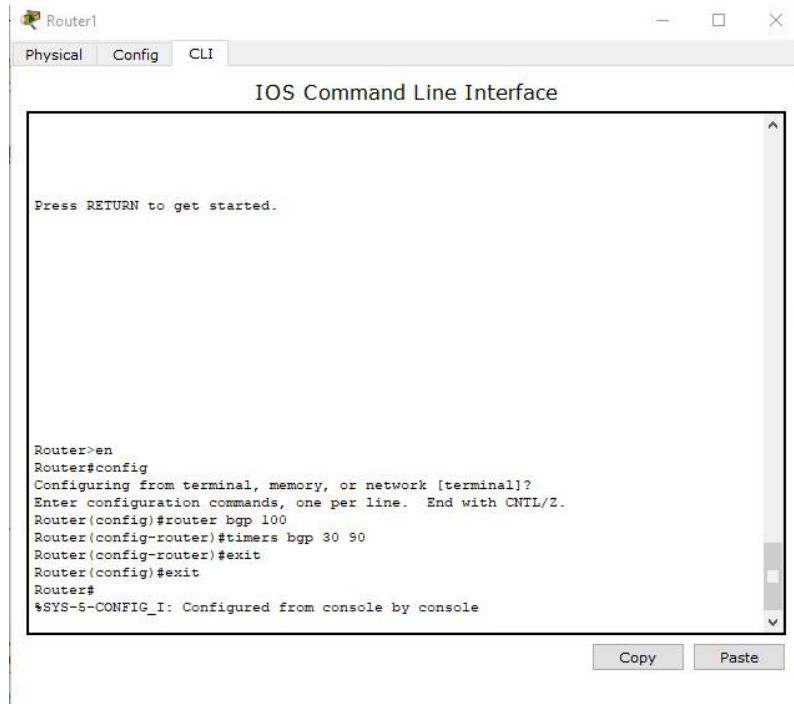 Router1
Physical Config CLI
IOS Command Line Interface
Press RETURN to get started.
Router>en
Router#config
Configuring from terminal, memory, or network [terminal]?
Enter configuration commands, one per line.  End with CNTL/Z.
Router(config)#router bgp 100
Router(config-router)#timers bgp 30 90
Router(config-router)#exit
Router(config)#exit
Router#
%SYS-5-CONFIG_I: Configured from console by console
Copy Paste